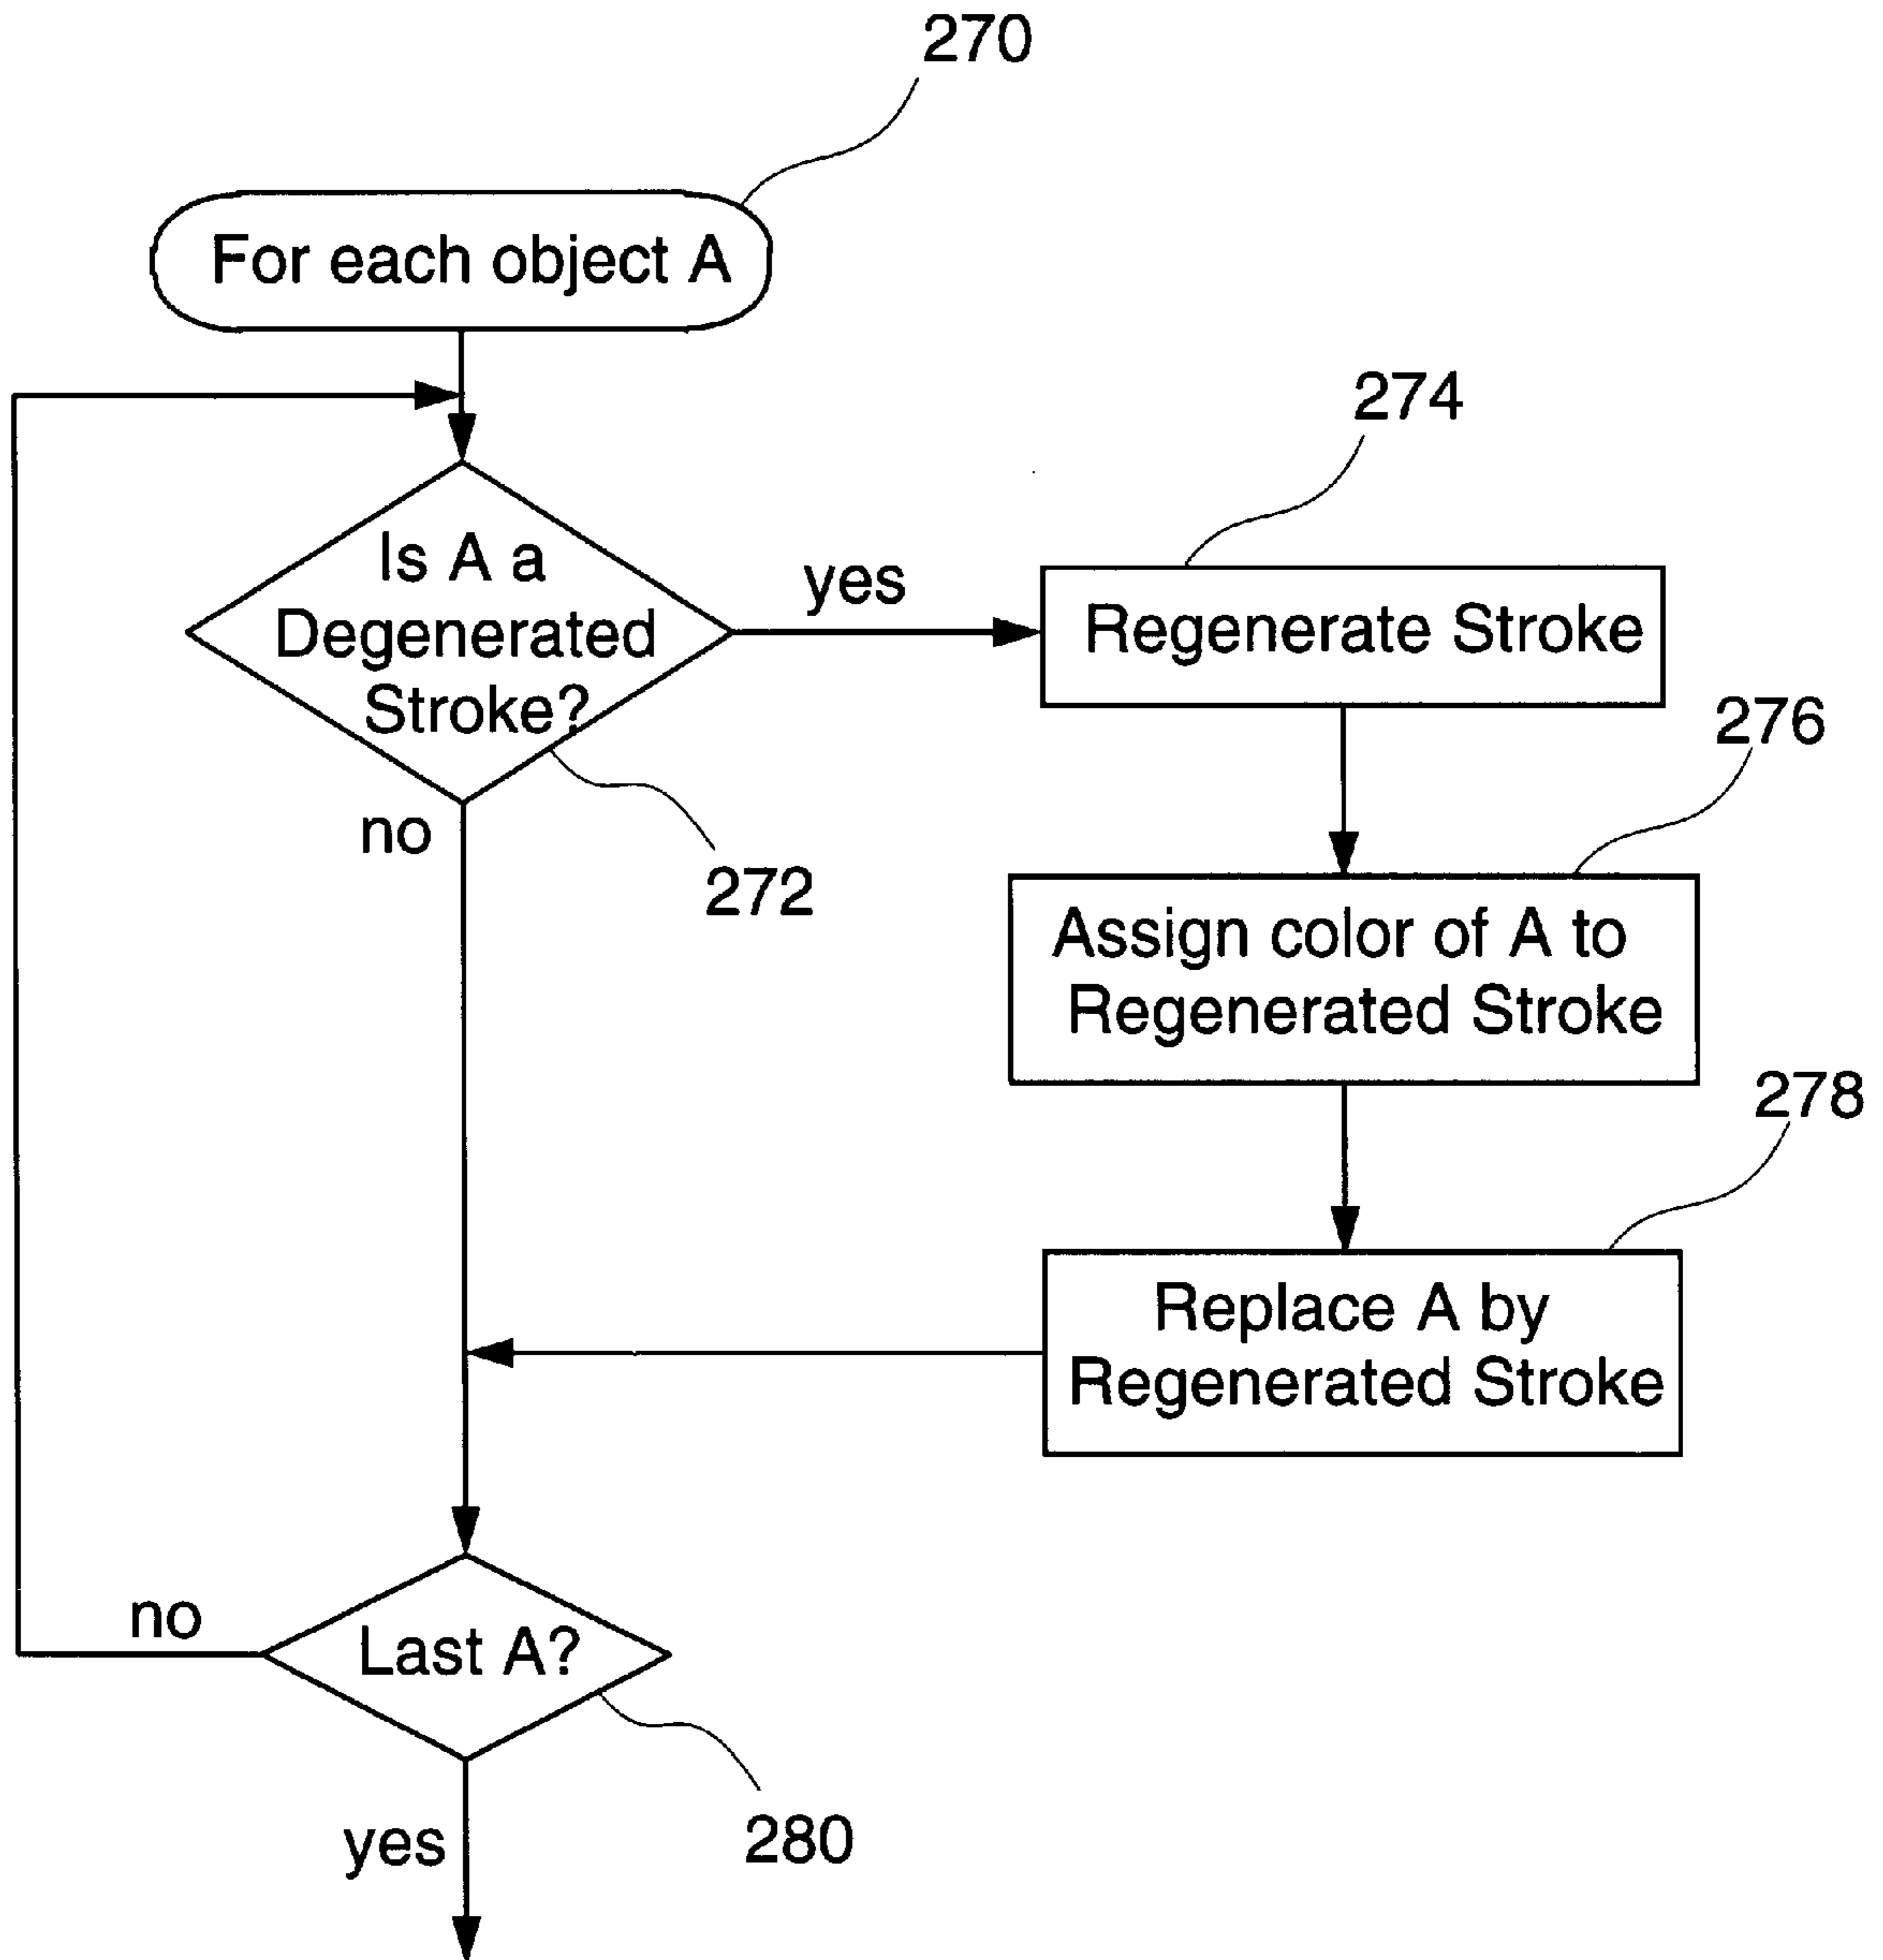 270
For each object A
274
Is A a
Degenerated
Stroke?
yes
Regenerate Stroke
276
no
272
Assign color of A to
Regenerated Stroke
278
Replace A by
Regenerated Stroke
no
Last A?
yes
280